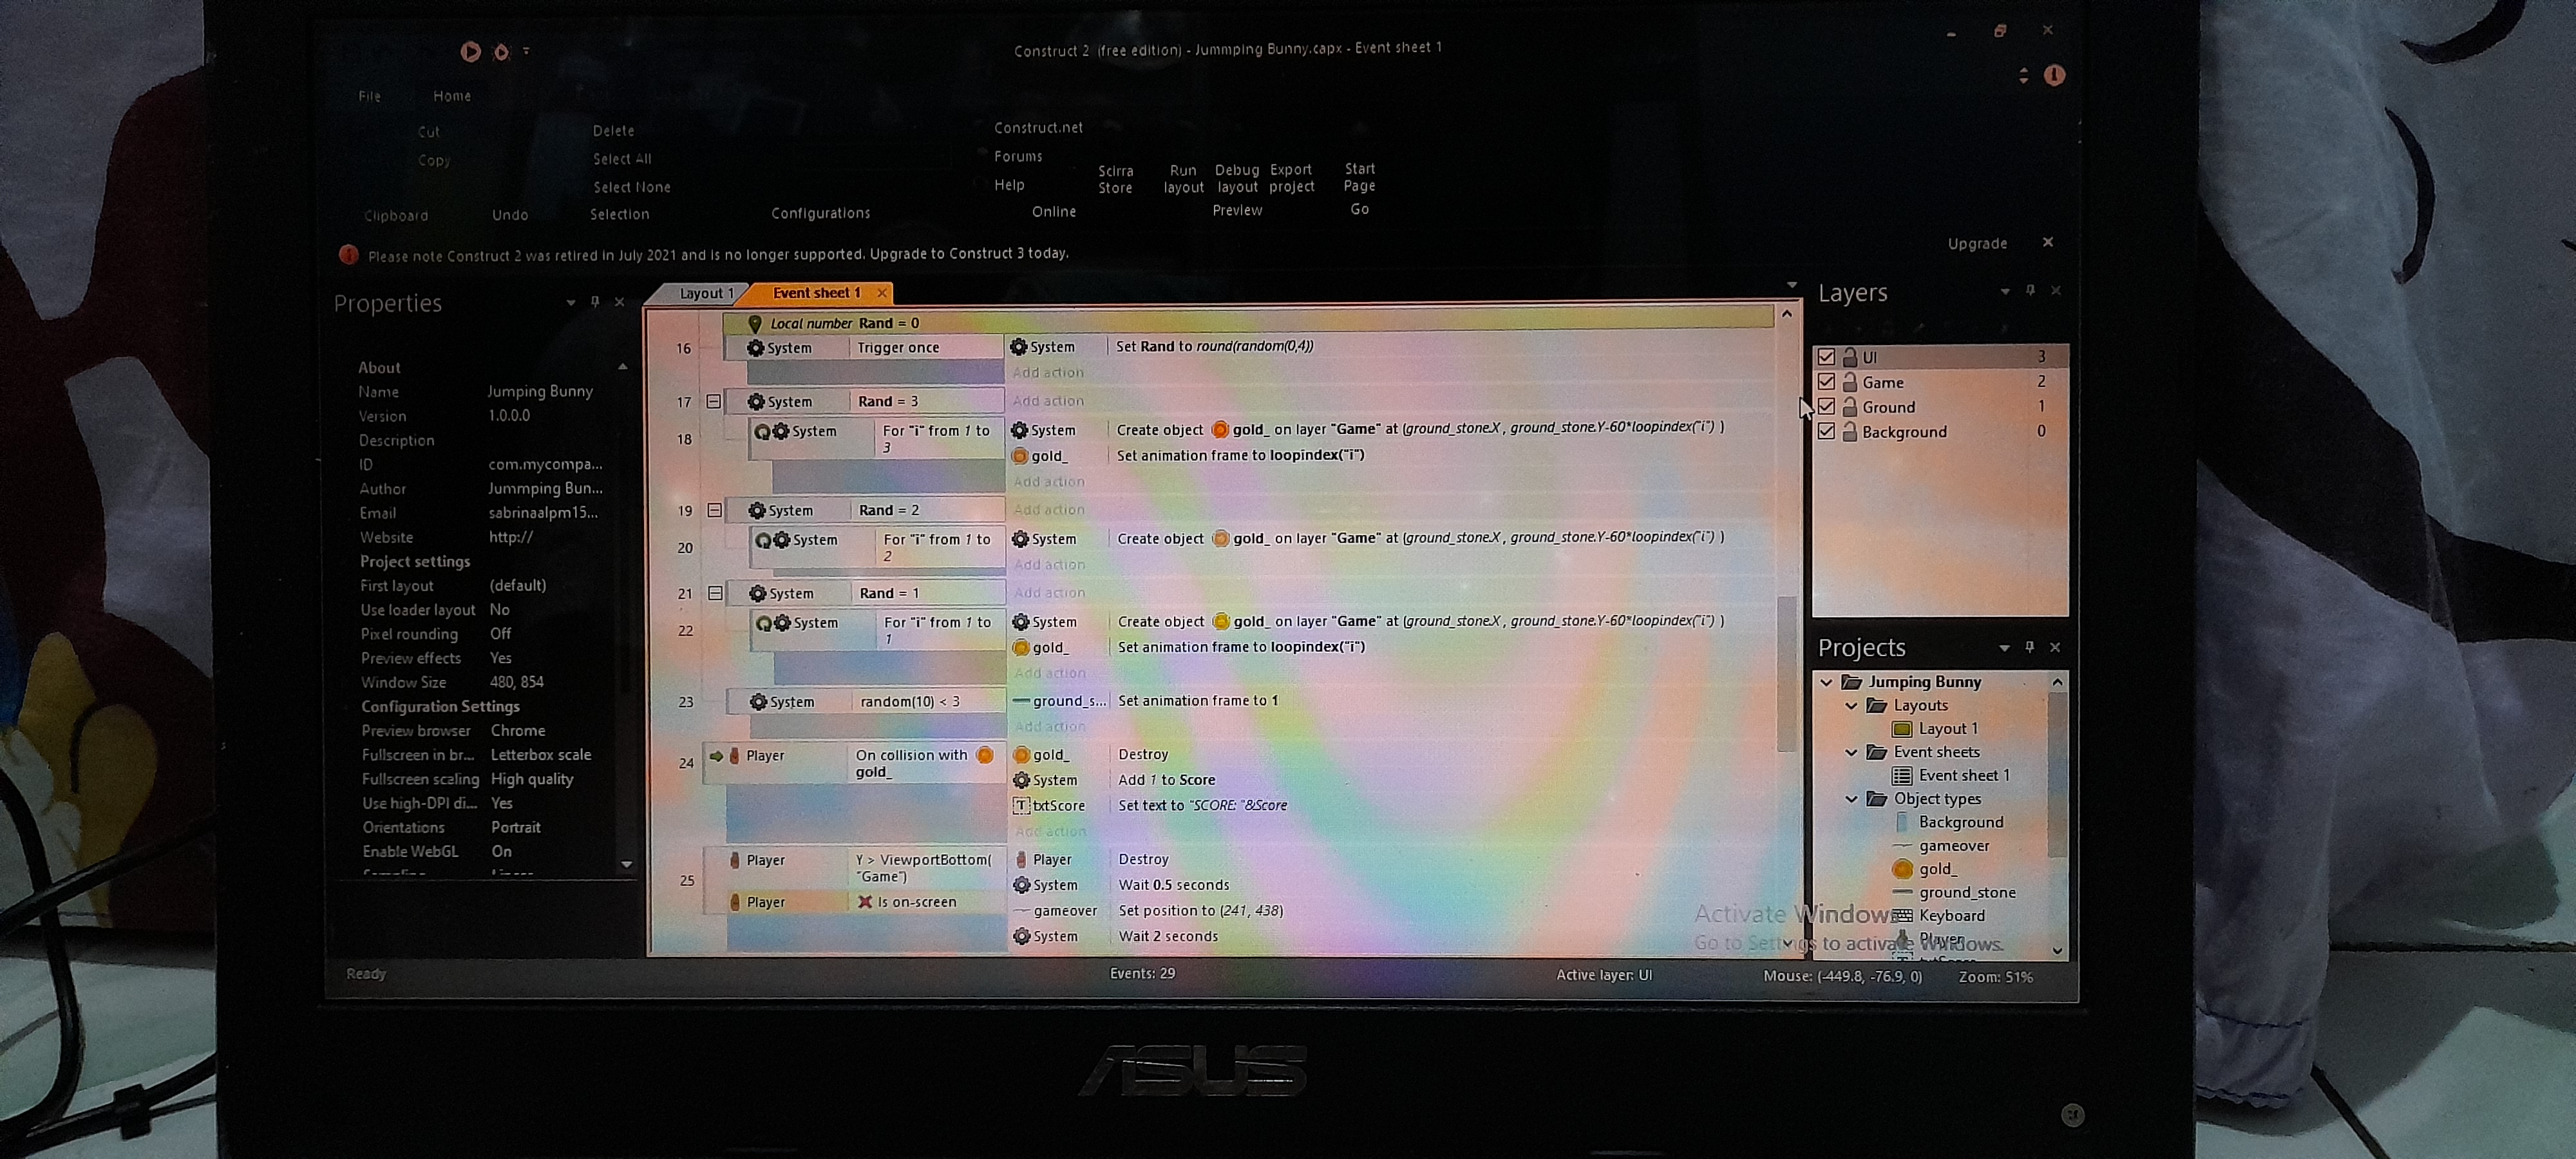 Construct 2 (free edition) - Jummping Bunny.capx - Event sheet 1
File Home
Cut
Copy
Clipboard
Undo
Delete
Select All
Select None
Selection
Configurations
Construct.net
Forums
Help
Scirra Store
Online
Run layout
Debug layout
Export project
Preview
Start Page
Go
Please note Construct 2 was retired in July 2021 and is no longer supported. Upgrade to Construct 3 today.
Upgrade
Properties
About
Name Jumping Bunny
Version 1.0.0.0
Description
ID com.mycompa...
Author Jummping Bun...
Email sabrinaalpm15...
Website http://
Project settings
First layout (default)
Use loader layout No
Pixel rounding Off
Preview effects Yes
Window Size 480, 854
Configuration Settings
Preview browser Chrome
Fullscreen in br... Letterbox scale
Fullscreen scaling High quality
Use high-DPI di... Yes
Orientations Portrait
Enable WebGL On
Layout 1 Event sheet 1
Local number Rand = 0
16 System Trigger once System Set Rand to round(random(0,4))
Add action
17 System Rand = 3 Add action
18 System For "i" from 1 to 3 System Create object gold_ on layer "Game" at (ground_stone.X , ground_stone.Y-60*loopindex("i") )
gold_ Set animation frame to loopindex("i")
Add action
19 System Rand = 2 Add action
20 System For "i" from 1 to 2 System Create object gold_ on layer "Game" at (ground_stone.X , ground_stone.Y-60*loopindex("i") )
Add action
21 System Rand = 1 Add action
22 System For "i" from 1 to 1 System Create object gold_ on layer "Game" at (ground_stone.X , ground_stone.Y-60*loopindex("i") )
gold_ Set animation frame to loopindex("i")
Add action
23 System random(10) < 3 ground_s... Set animation frame to 1
Add action
24 Player On collision with gold_ gold_ Destroy
System Add 1 to Score
txtScore Set text to "SCORE: "&Score
Add action
25 Player Y > ViewportBottom("Game") Player Destroy
System Wait 0.5 seconds
Player Is on-screen gameover Set position to (241, 438)
System Wait 2 seconds
Layers
UI 3
Game 2
Ground 1
Background 0
Projects
Jumping Bunny
Layouts
Layout 1
Event sheets
Event sheet 1
Object types
Background
gameover
gold_
ground_stone
Keyboard
Player
txtScore
Activate Windows
Go to Settings to activate Windows.
Ready Events: 29 Active layer: UI Mouse: (-449.8, -76.9, 0) Zoom: 51%
ASUS